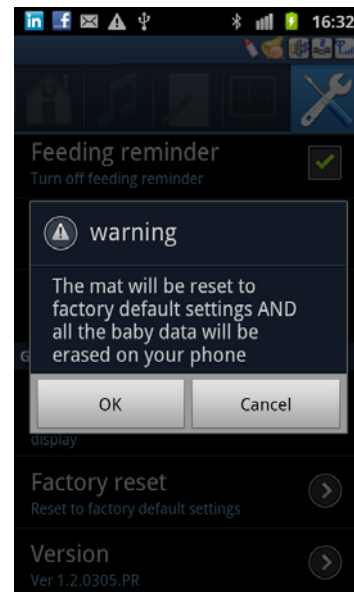 in f 16:32
Feeding reminder
Turn off feeding reminder
warning
The mat will be reset to
factory default settings AND
all the baby data will be
erased on your phone
G
OK Cancel
display
Factory reset
Reset to factory default settings
Version
Ver 1.2.0305.PR